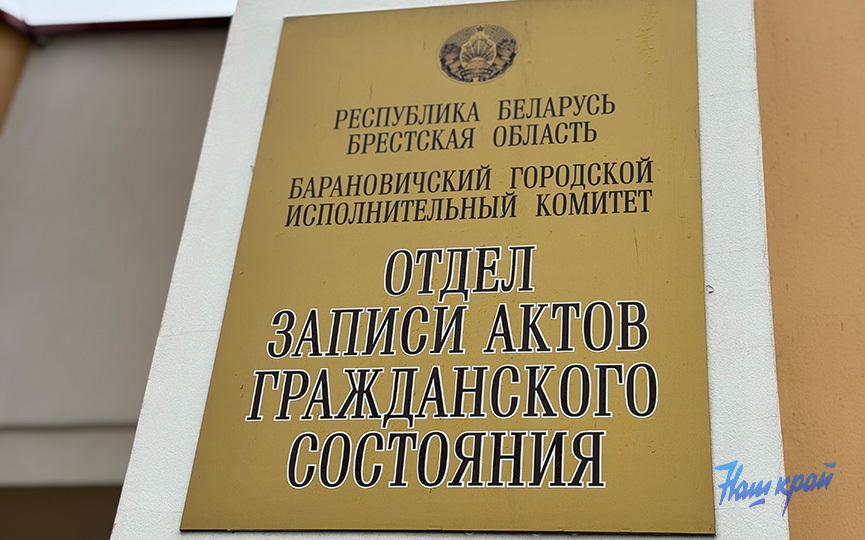 РЕСПУБЛИКА БЕЛАРУСЬ
БРЕСТСКАЯ ОБЛАСТЬ
БАРАНОВИЧСКИЙ ГОРОДСКОЙ
ИСПОЛНИТЕЛЬНЫЙ КОМИТЕТ
ОТДЕЛ
ЗАПИСИ АКТОВ
ГРАЖДАНСКОГО
СОСТОЯНИЯ
Наш край